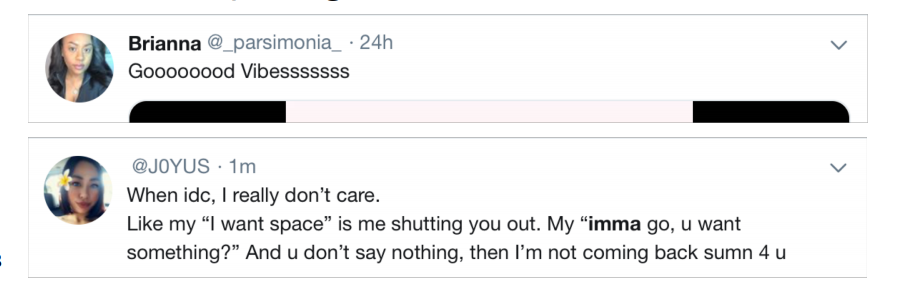 Brianna @_parsimonia_ · 24h
Goooooood Vibesssssss
@J0YUS · 1m
When idc, I really don’t care.
Like my “I want space” is me shutting you out. My “imma go, u want
something?” And u don’t say nothing, then I’m not coming back sumn 4 u